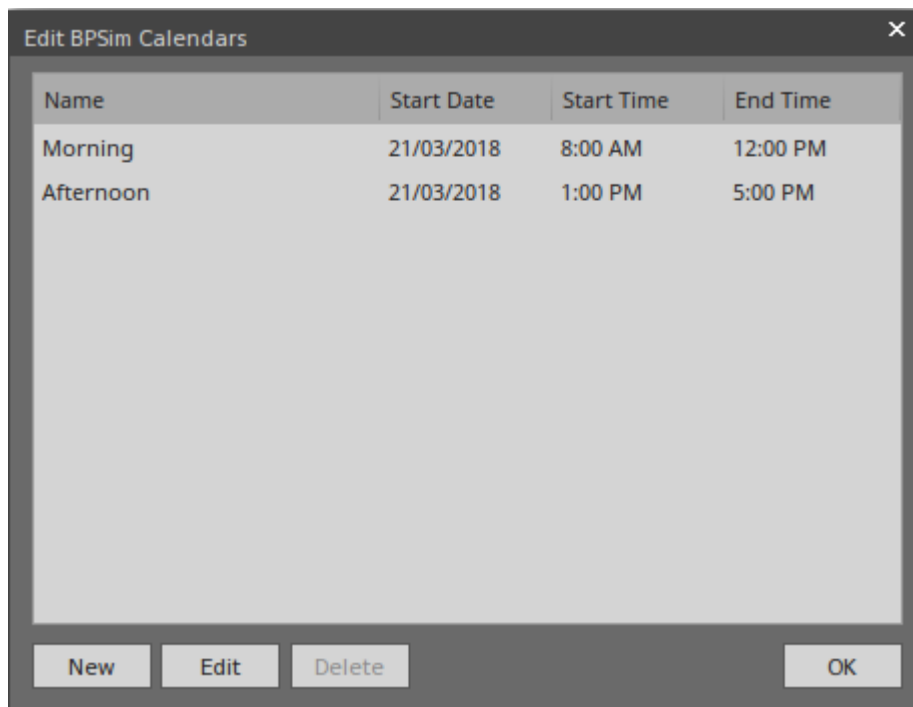 Edit BPSim Calendars
Name Start Date Start Time End Time
Morning 21/03/2018 8:00 AM 12:00 PM
Afternoon 21/03/2018 1:00 PM 5:00 PM
New Edit Delete OK